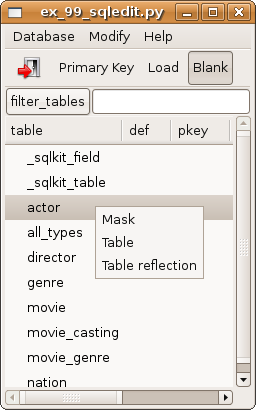 ex_99_sqledit.py
Database Modify Help
Primary Key Load Blank
filter_tables
table def pkey
_sqlkit_field
_sqlkit_table
actor
Mask
all_types
Table
director
Table reflection
genre
movie
movie_casting
movie_genre
nation